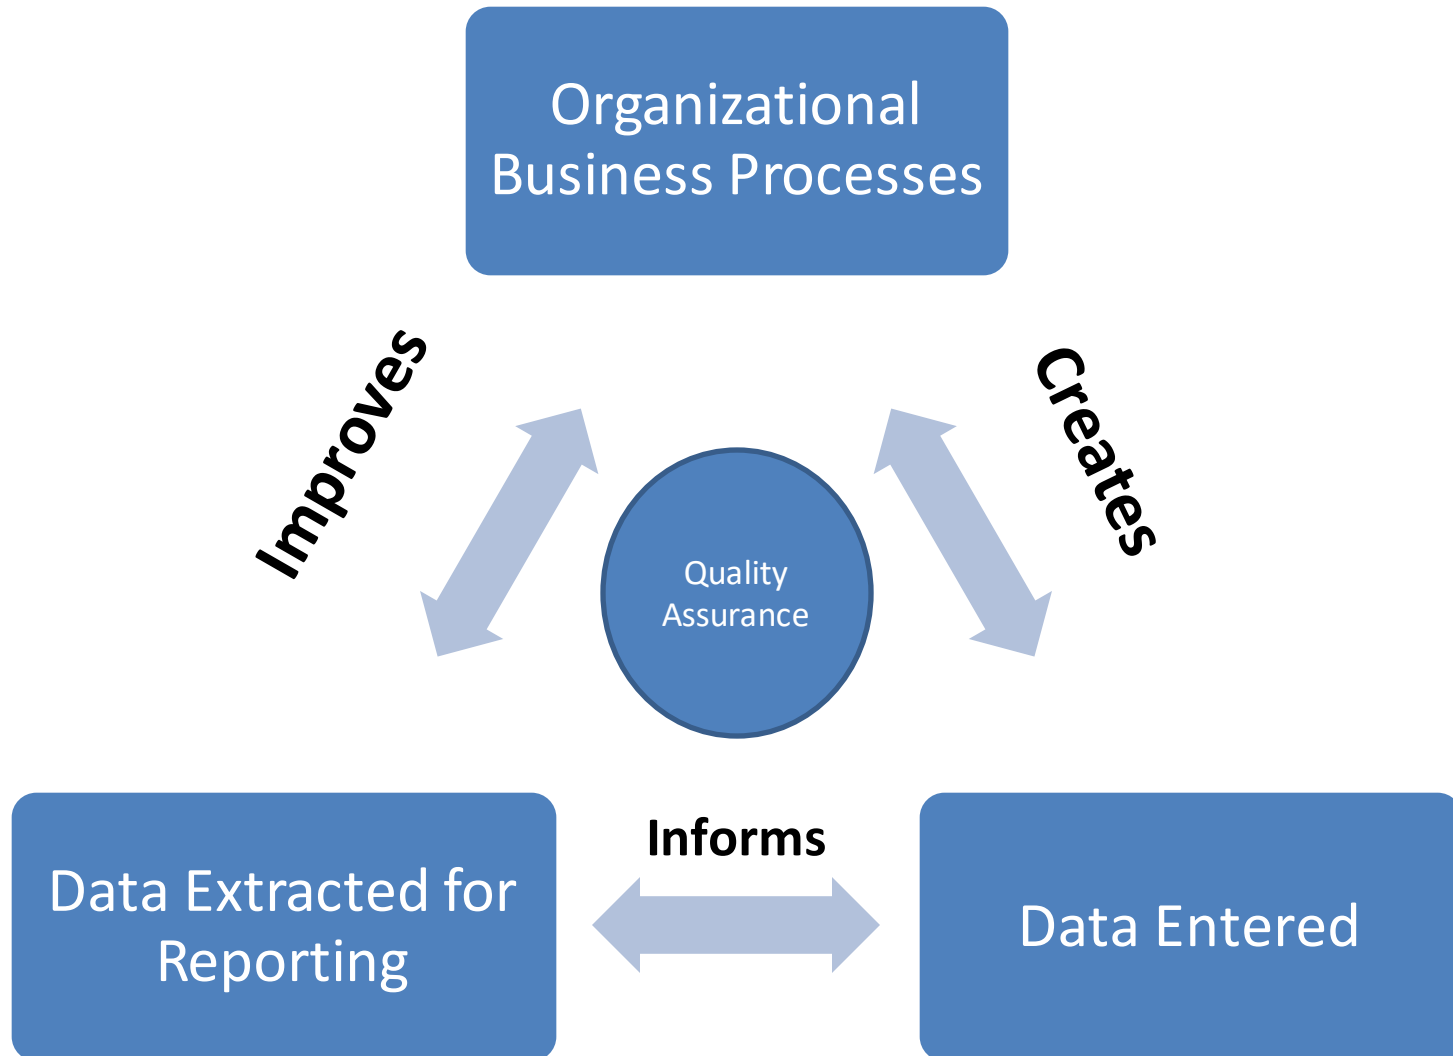 Organizational
Business Processes
Improves
Creates
Quality
Assurance
Informs
Data Extracted for
Reporting
Data Entered